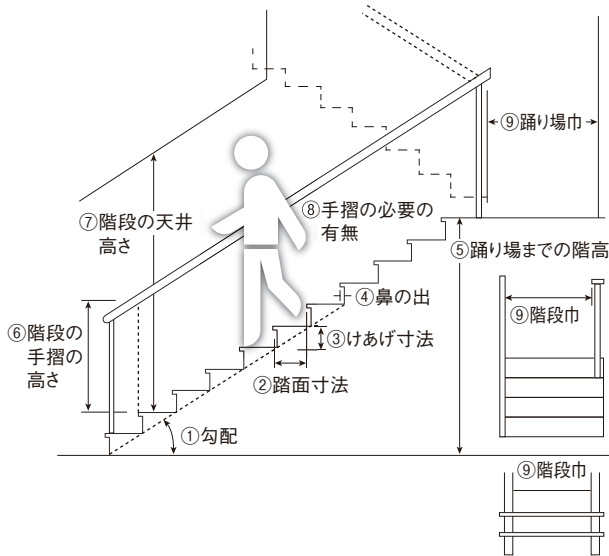 ⑨踊り場巾
⑦階段の天井
高さ
⑧手摺の必要の
有無
⑤踊り場までの階高
④鼻の出
⑨階段巾
⑥階段の
手摺の
高さ
③けあげ寸法
②踏面寸法
①勾配
⑨階段巾